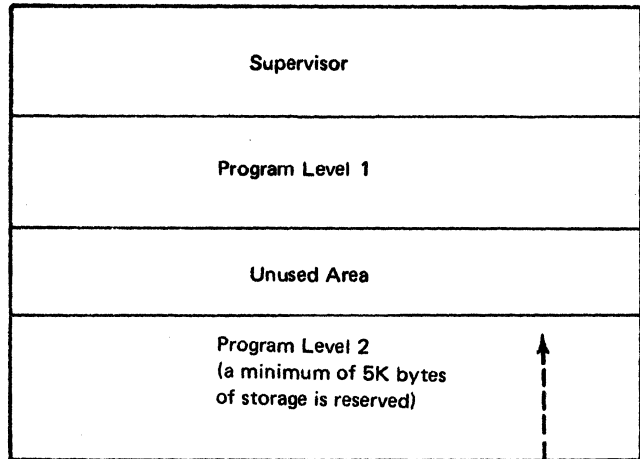 Supervisor
Program Level 1
Unused Area
Program Level 2
(a minimum of 5K bytes
of storage is reserved)